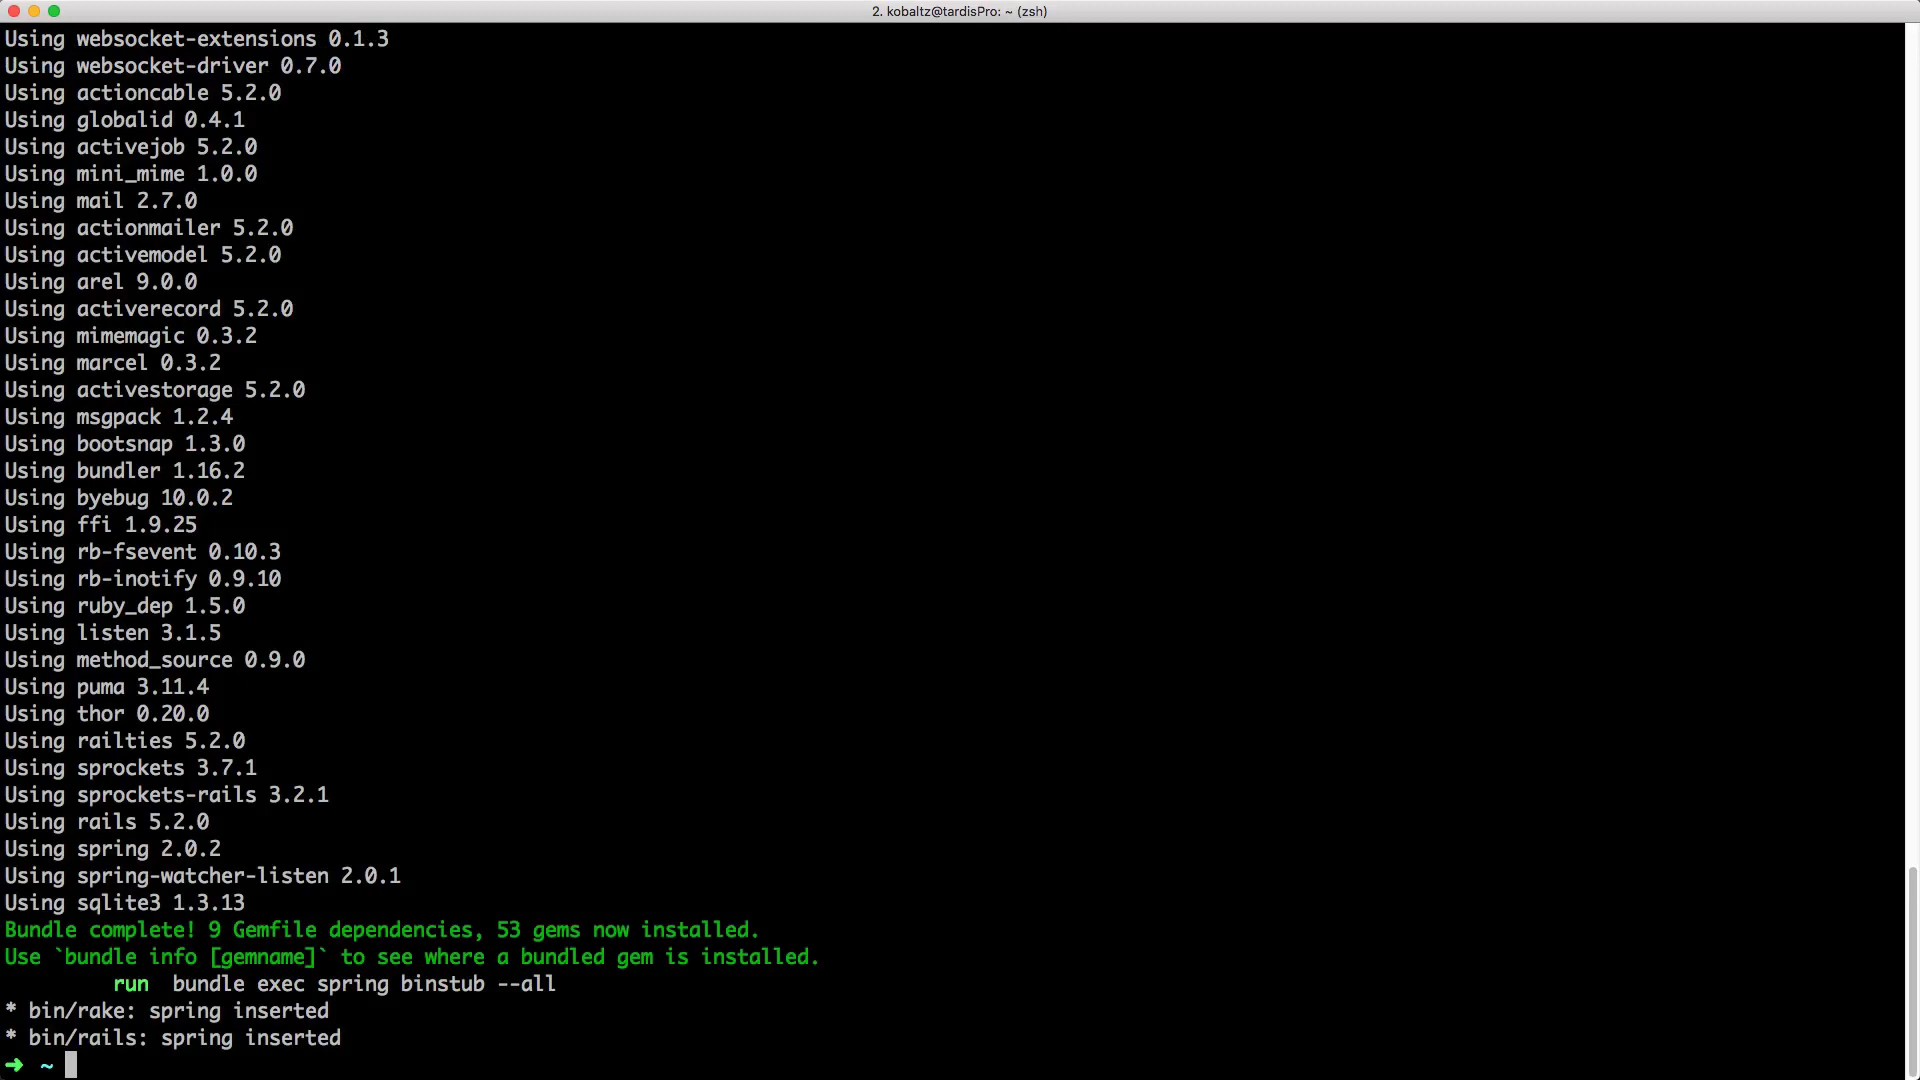 2. kobaltz@tardisPro: ~ (zsh)
Using websocket-extensions 0.1.3
Using websocket-driver 0.7.0
Using actioncable 5.2.0
Using globalid 0.4.1
Using activejob 5.2.0
Using mini_mime 1.0.0
Using mail 2.7.0
Using actionmailer 5.2.0
Using activemodel 5.2.0
Using arel 9.0.0
Using activerecord 5.2.0
Using mimemagic 0.3.2
Using marcel 0.3.2
Using activestorage 5.2.0
Using msgpack 1.2.4
Using bootsnap 1.3.0
Using bundler 1.16.2
Using byebug 10.0.2
Using ffi 1.9.25
Using rb-fsevent 0.10.3
Using rb-inotify 0.9.10
Using ruby_dep 1.5.0
Using listen 3.1.5
Using method_source 0.9.0
Using puma 3.11.4
Using thor 0.20.0
Using railties 5.2.0
Using sprockets 3.7.1
Using sprockets-rails 3.2.1
Using rails 5.2.0
Using spring 2.0.2
Using spring-watcher-listen 2.0.1
Using sqlite3 1.3.13
Bundle complete! 9 Gemfile dependencies, 53 gems now installed.
Use `bundle info [gemname]` to see where a bundled gem is installed.
run  bundle exec spring binstub --all
* bin/rake: spring inserted
* bin/rails: spring inserted
➜ ~